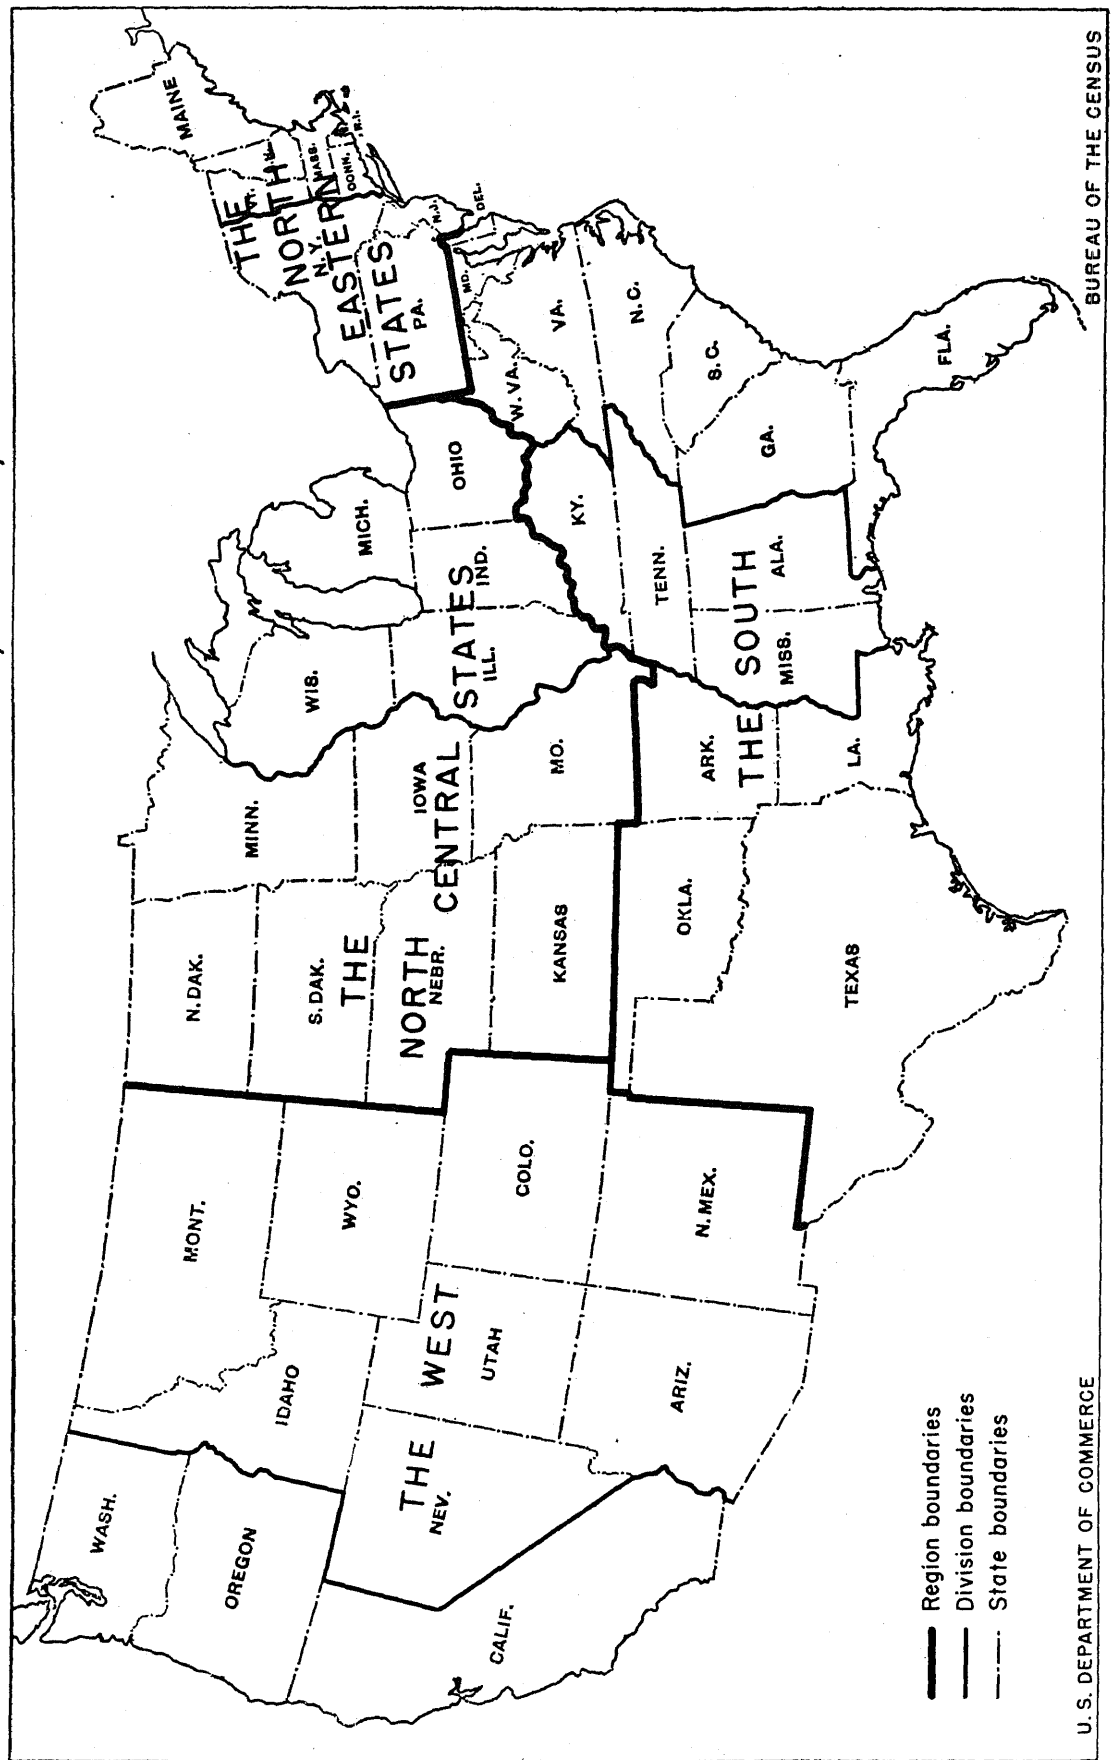 WASH.
OREGON
CALIF.
THE
NEV.
IDAHO
MONT.
WYO.
WEST
UTAH
ARIZ.
COLO.
N. MEX.
N. DAK.
S. DAK.
THE
NORTH
NEBR.
KANSAS
OKLA.
TEXAS
MINN.
IOWA
CENTRAL
MO.
ARK.
THE
LA.
WIS.
ILL.
STATES
IND.
MICH.
OHIO
KY.
TENN.
SOUTH
MISS.
ALA.
GA.
FLA.
S.C.
N.C.
VA.
W. VA.
MD.
DEL.
N.J.
THE
NORTH
N.Y.
EASTERN
STATES
PA.
VT.
MASS.
CONN.
R.I.
MAINE
Region boundaries
Division boundaries
State boundaries
U. S. DEPARTMENT OF COMMERCE
BUREAU OF THE CENSUS